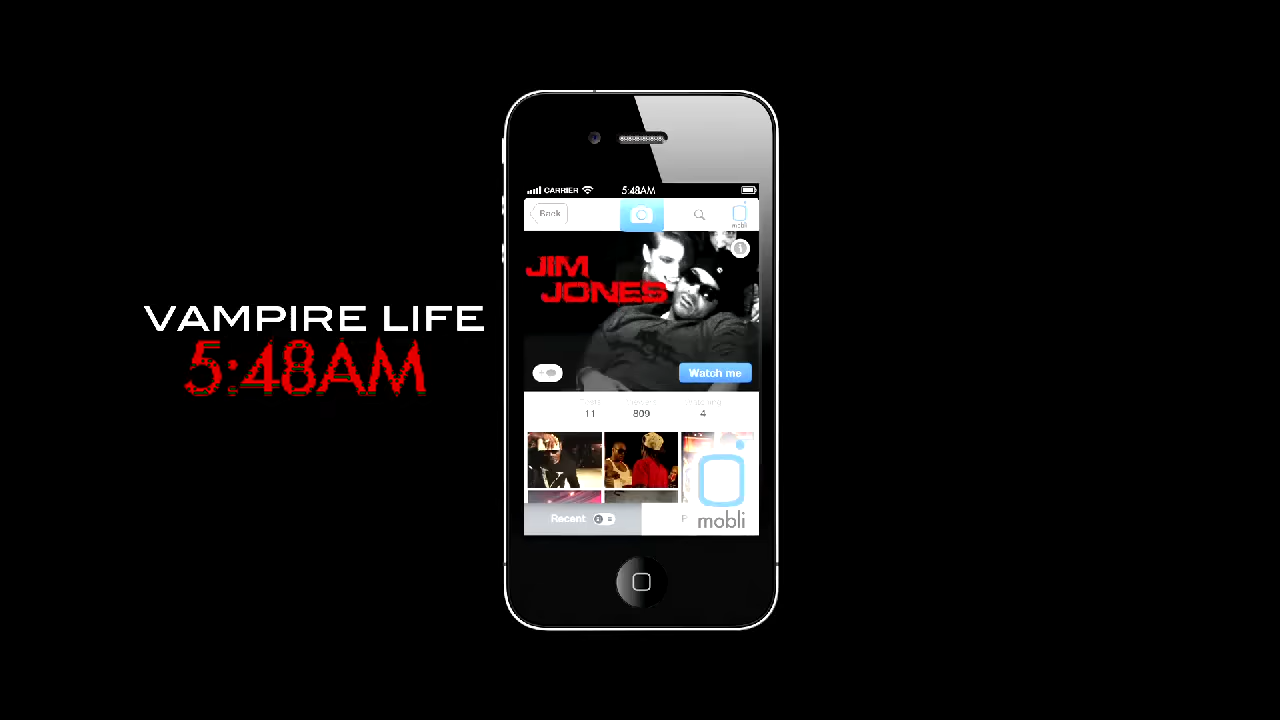 VAMPIRE LIFE
5:48AM
CARRIER 5:48AM
Back
mobli
JIM
JONES
Watch me
11 809 4
Recent
mobli